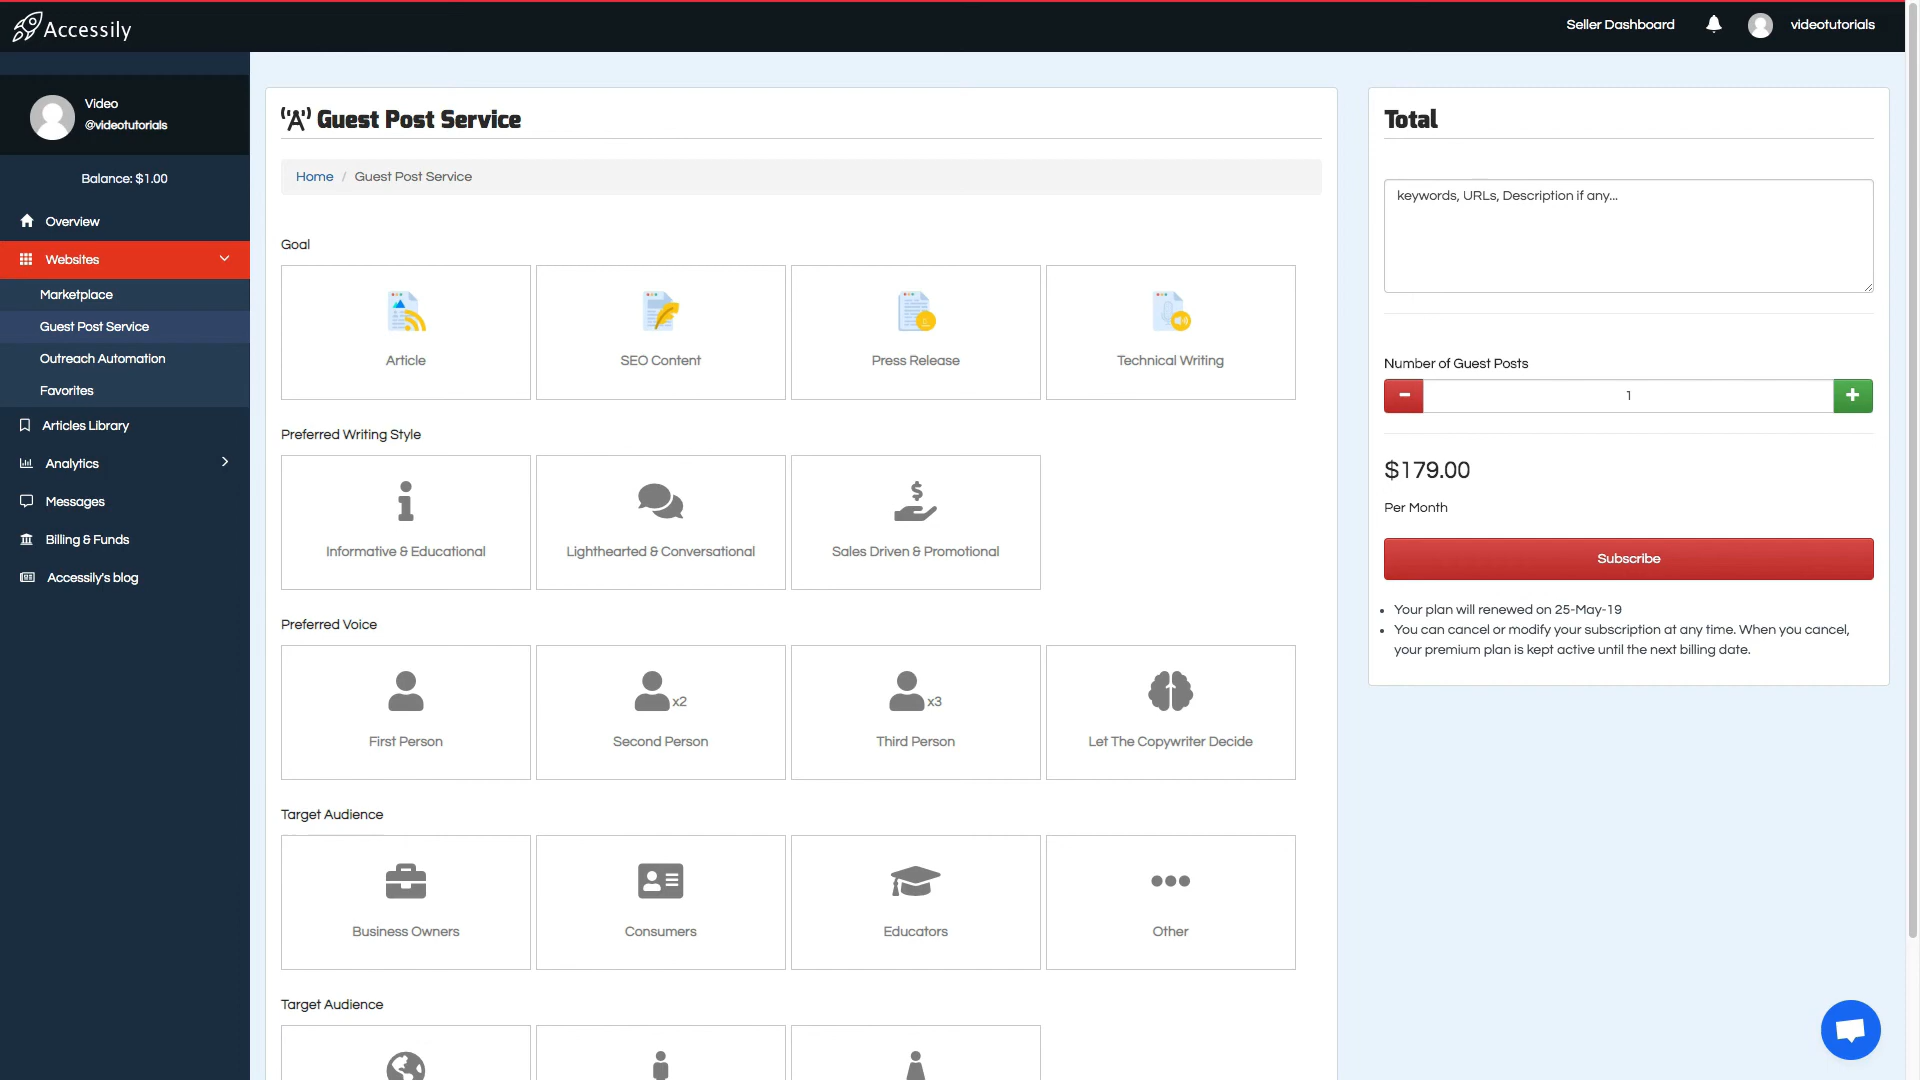 Accessily
Seller Dashboard
videotutorials
Video
@videotutorials
Balance: $1.00
Overview
Websites
Marketplace
Guest Post Service
Outreach Automation
Favorites
Articles Library
Analytics
Messages
Billing & Funds
Accessily's blog
Guest Post Service
Home / Guest Post Service
Goal
Article
SEO Content
Press Release
Technical Writing
Preferred Writing Style
Informative & Educational
Lighthearted & Conversational
Sales Driven & Promotional
Preferred Voice
First Person
x2
Second Person
x3
Third Person
Let The Copywriter Decide
Target Audience
Business Owners
Consumers
Educators
Other
Target Audience
Total
keywords, URLs, Description if any...
Number of Guest Posts
1
$179.00
Per Month
Subscribe
Your plan will renewed on 25-May-19
You can cancel or modify your subscription at any time. When you cancel,
your premium plan is kept active until the next billing date.